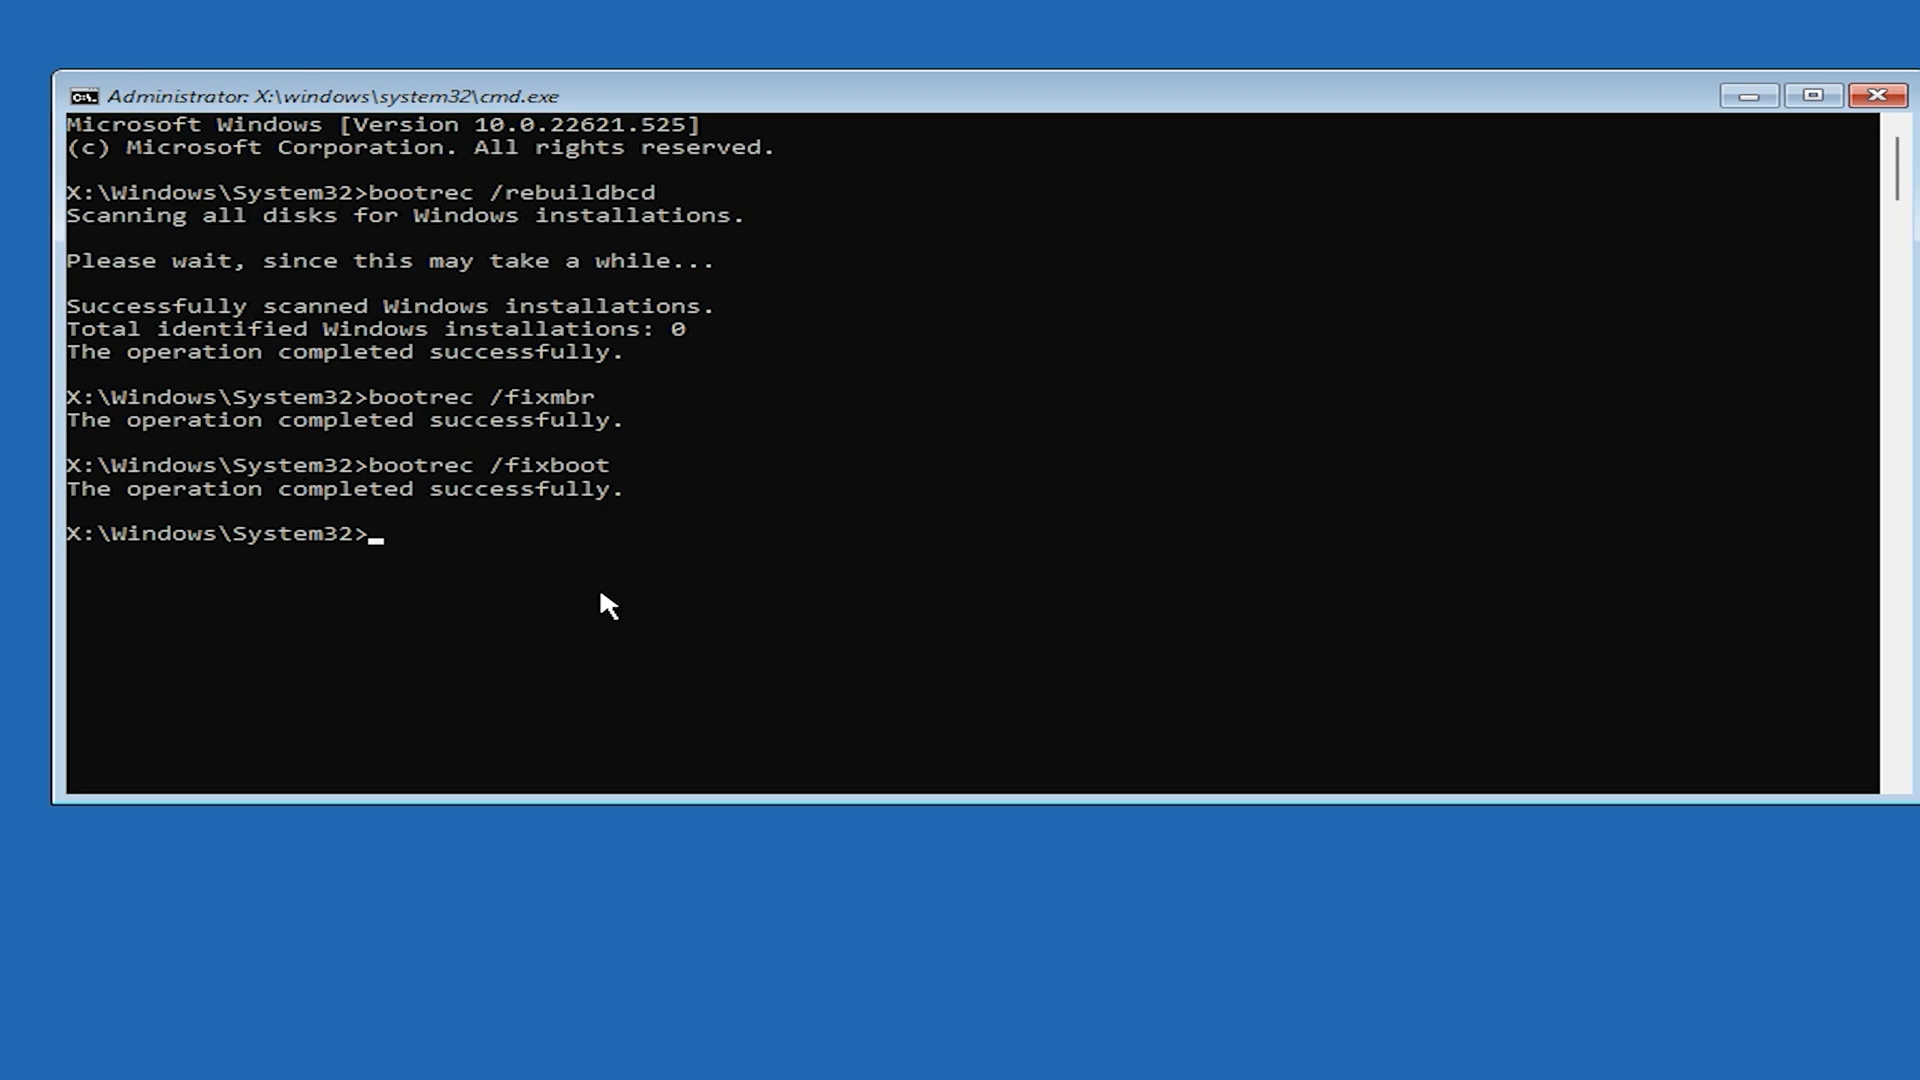 Administrator: X:\windows\system32\cmd.exe
Microsoft Windows [Version 10.0.22621.525]
(c) Microsoft Corporation. All rights reserved.
X:\Windows\System32>bootrec /rebuildbcd
Scanning all disks for Windows installations.
Please wait, since this may take a while...
Successfully scanned Windows installations.
Total identified Windows installations: 0
The operation completed successfully.
X:\Windows\System32>bootrec /fixmbr
The operation completed successfully.
X:\Windows\System32>bootrec /fixboot
The operation completed successfully.
X:\Windows\System32>